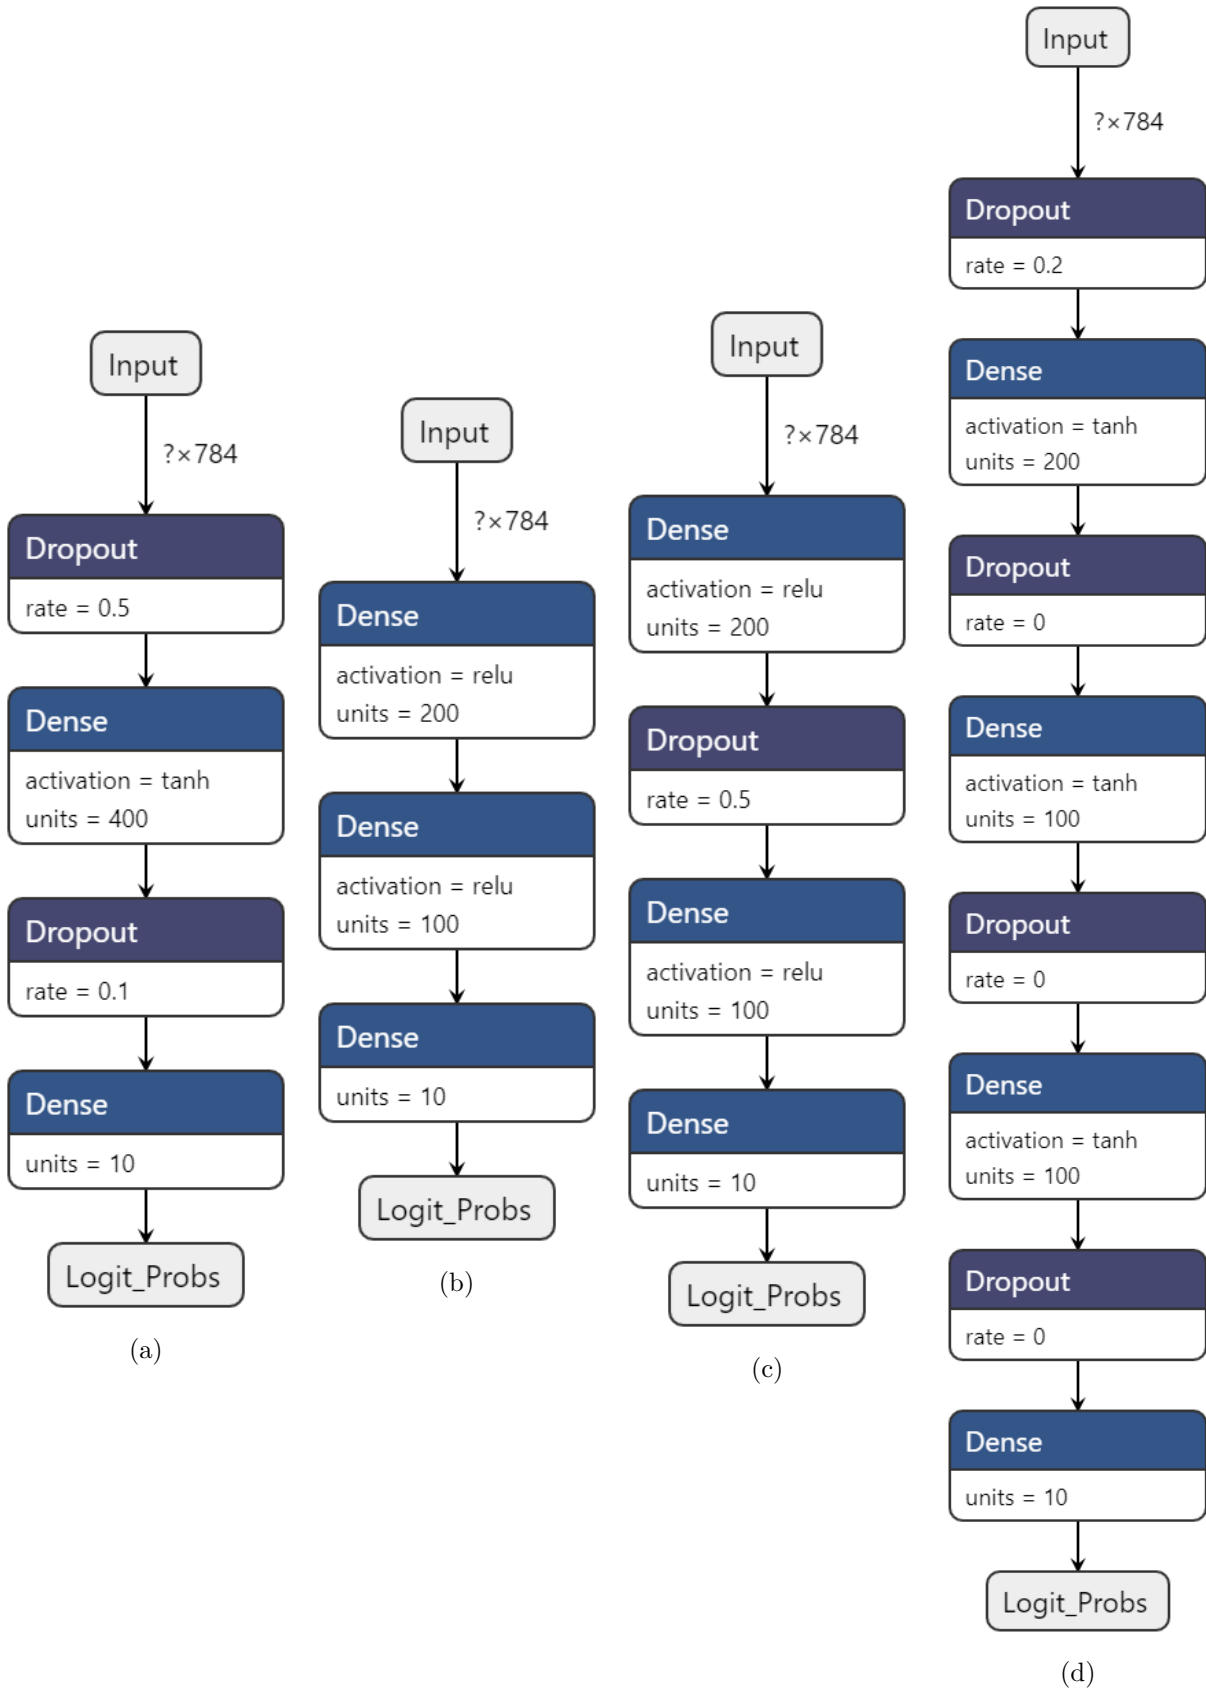 Input
?×784
Dropout
rate = 0.5
Dense
activation = tanh
units = 400
Dropout
rate = 0.1
Dense
units = 10
Logit_Probs
(a)
Input
?×784
Dense
activation = relu
units = 200
Dense
activation = relu
units = 100
Dense
units = 10
Logit_Probs
(b)
Input
?×784
Dense
activation = relu
units = 200
Dropout
rate = 0.5
Dense
activation = relu
units = 100
Dense
units = 10
Logit_Probs
(c)
Input
?×784
Dropout
rate = 0.2
Dense
activation = tanh
units = 200
Dropout
rate = 0
Dense
activation = tanh
units = 100
Dropout
rate = 0
Dense
activation = tanh
units = 100
Dropout
rate = 0
Dense
units = 10
Logit_Probs
(d)